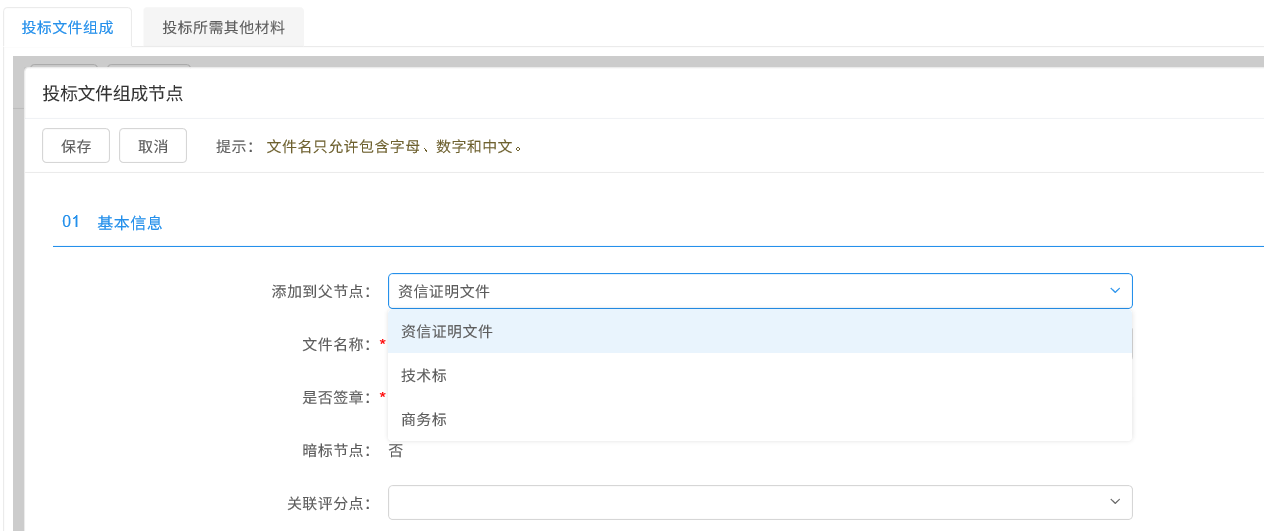 投标文件组成 投标所需其他材料
投标文件组成节点
保存 取消 提示： 文件名只允许包含字母、数字和中文。
01 基本信息
添加到父节点： 资信证明文件
资信证明文件
文件名称：*
技术标
是否签章：*
商务标
暗标节点： 否
关联评分点：